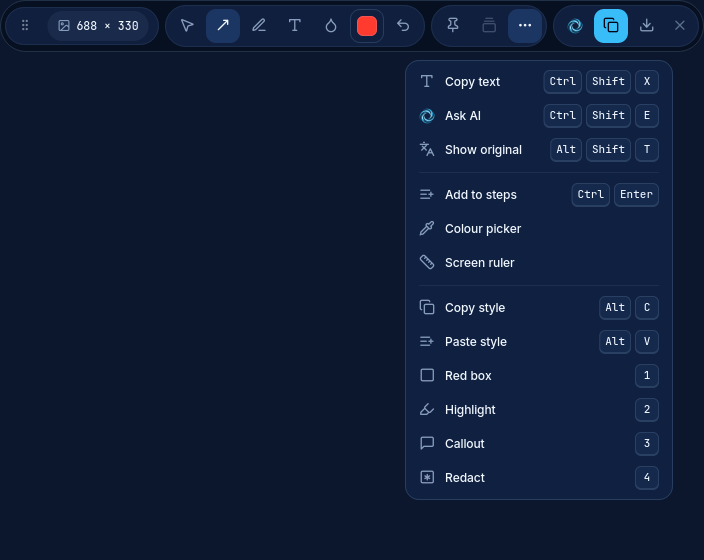 688 × 330
Copy text Ctrl Shift X
Ask AI Ctrl Shift E
Show original Alt Shift T
Add to steps Ctrl Enter
Colour picker
Screen ruler
Copy style Alt C
Paste style Alt V
Red box 1
Highlight 2
Callout 3
Redact 4